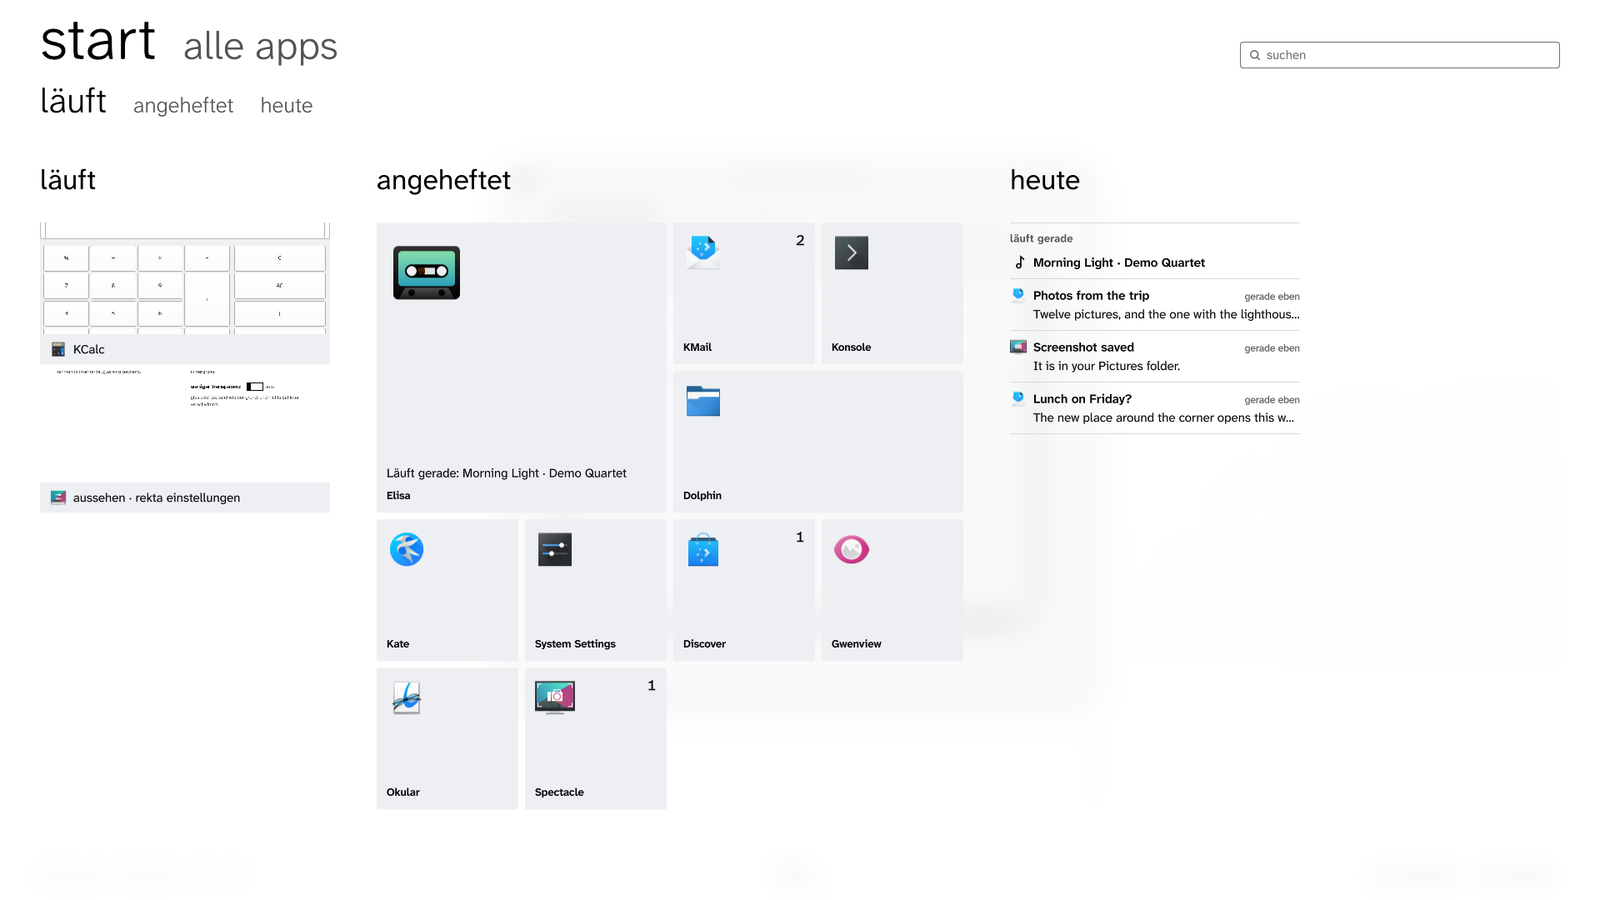 start alle apps
suchen
läuft angeheftet heute
läuft
KCalc
weniger transparenz
aussehen · rekta einstellungen
angeheftet
Läuft gerade: Morning Light · Demo Quartet
Elisa
2
KMail
Konsole
Dolphin
Kate
System Settings
1
Discover
Gwenview
Okular
1
Spectacle
heute
läuft gerade
Morning Light · Demo Quartet
Photos from the trip gerade eben
Twelve pictures, and the one with the lighthous...
Screenshot saved gerade eben
It is in your Pictures folder.
Lunch on Friday? gerade eben
The new place around the corner opens this w...